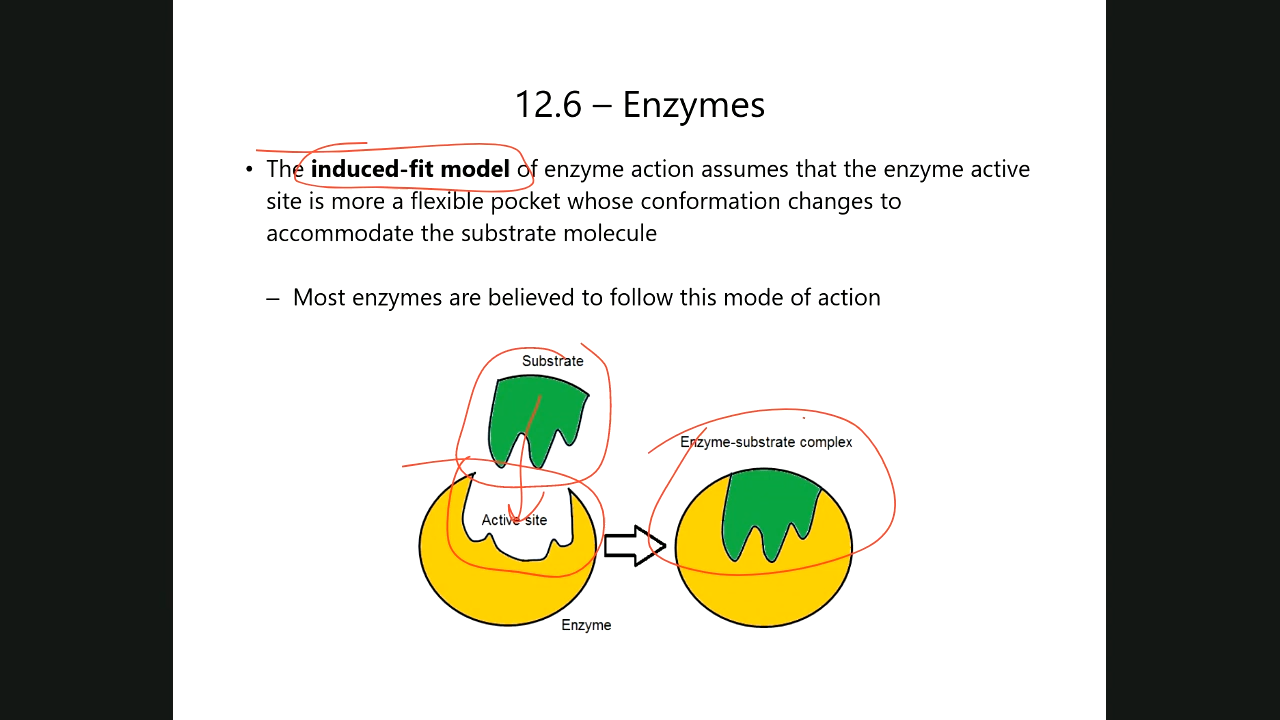 12.6 – Enzymes
• The induced-fit model of enzyme action assumes that the enzyme active
site is more a flexible pocket whose conformation changes to
accommodate the substrate molecule
– Most enzymes are believed to follow this mode of action
Substrate
Enzyme-substrate complex
Active site
Enzyme